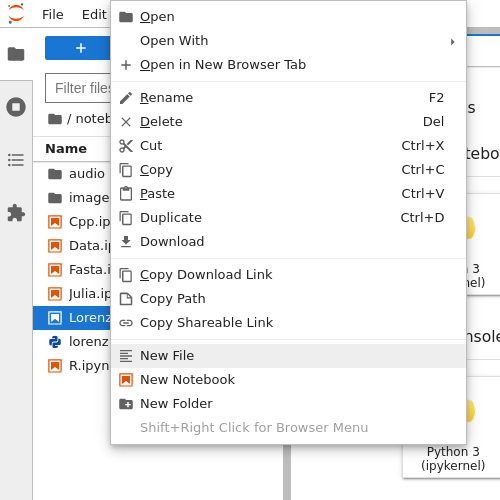 File Edit
Open
Open With
Open in New Browser Tab
Rename F2
Delete Del
Cut Ctrl+X
Copy Ctrl+C
Paste Ctrl+V
Duplicate Ctrl+D
Download
Copy Download Link
Copy Path
Copy Shareable Link
New File
New Notebook
New Folder
Shift+Right Click for Browser Menu
Filter files
/ noteb
Name
audio
image
Cpp.ip
Data.ip
Fasta.i
Julia.ip
Lorenz
lorenz
R.ipyn
s
tebo
3
nel)
nsole
Python 3
(ipykernel)